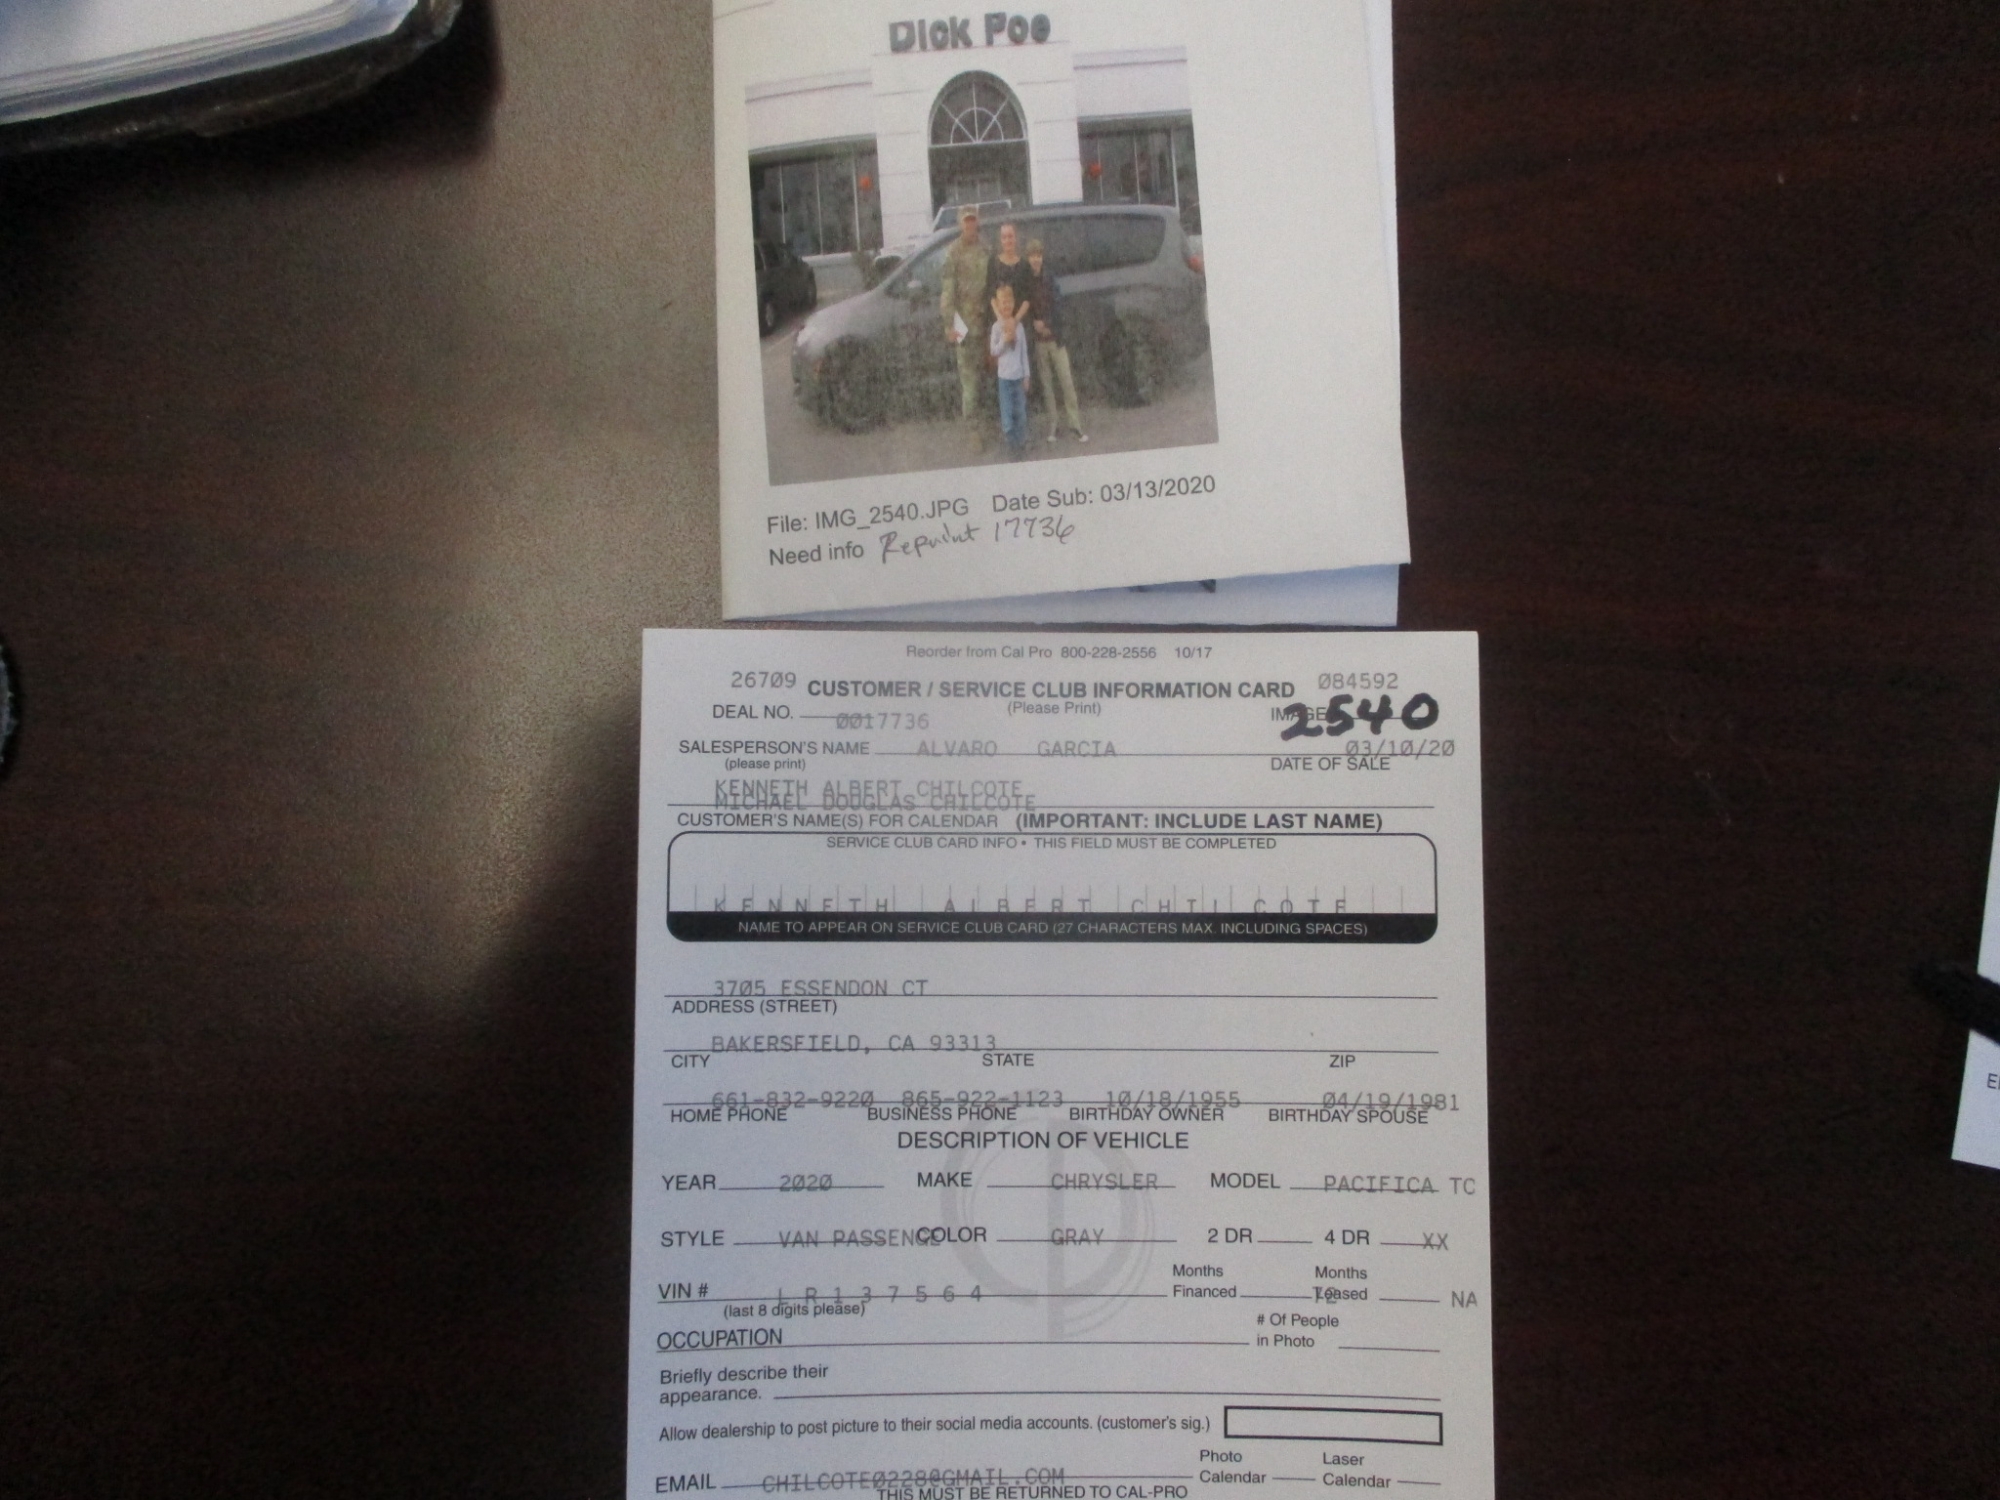 Dick Poe
File: IMG_2540.JPG Date Sub: 03/13/2020
Need info Reprint 17736
Reorder from Cal Pro 800-228-2556 10/17
26709 CUSTOMER / SERVICE CLUB INFORMATION CARD 084592
(Please Print)
DEAL NO. 0017736 IMAGE 2540
SALESPERSON'S NAME ALVARO GARCIA 03/10/20
(please print) DATE OF SALE
KENNETH ALBERT CHILCOTE
MICHAEL DOUGLAS CHILCOTE
CUSTOMER'S NAME(S) FOR CALENDAR (IMPORTANT: INCLUDE LAST NAME)
SERVICE CLUB CARD INFO • THIS FIELD MUST BE COMPLETED
KENNETH ALBERT CHILCOTE
NAME TO APPEAR ON SERVICE CLUB CARD (27 CHARACTERS MAX. INCLUDING SPACES)
3705 ESSENDON CT
ADDRESS (STREET)
BAKERSFIELD, CA 93313
CITY STATE ZIP
661-832-9220 865-922-1123 10/18/1955 04/19/1981
HOME PHONE BUSINESS PHONE BIRTHDAY OWNER BIRTHDAY SPOUSE
DESCRIPTION OF VEHICLE
YEAR 2020 MAKE CHRYSLER MODEL PACIFICA TO
STYLE VAN PASSENGE COLOR GRAY 2 DR 4 DR XX
Months Months
VIN # LR137564 Financed Leased NA
(last 8 digits please)
# Of People
OCCUPATION in Photo
Briefly describe their
appearance.
Allow dealership to post picture to their social media accounts. (customer's sig.)
Photo Laser
EMAIL CHILCOTE0228@GMAIL.COM Calendar Calendar
THIS MUST BE RETURNED TO CAL-PRO